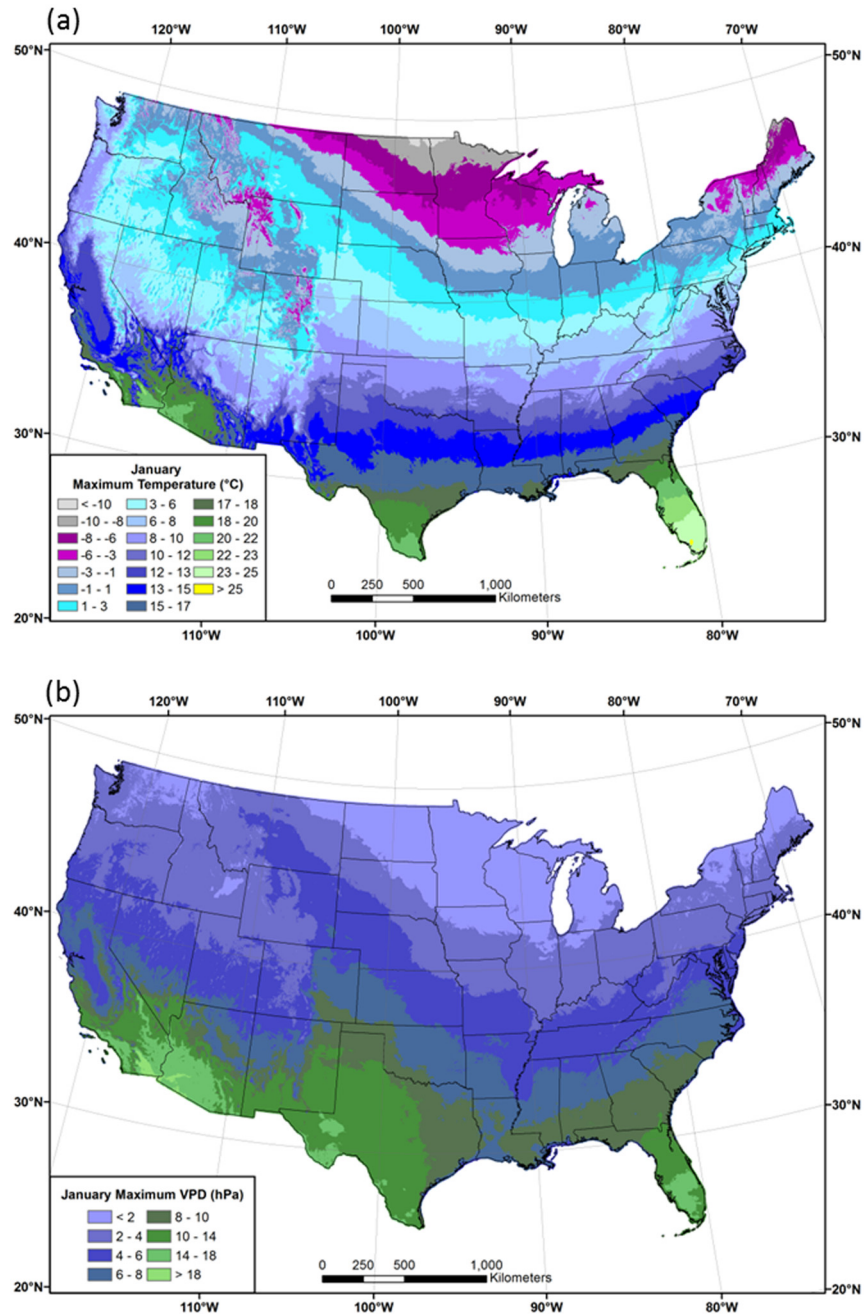 (a)
120°W 110°W 100°W 90°W 80°W 70°W
50°N 50°N
40°N 40°N
30°N 30°N
20°N 20°N
January
Maximum Temperature (°C)
< -10 3 - 6 17 - 18
-10 - -8 6 - 8 18 - 20
-8 - -6 8 - 10 20 - 22
-6 - -3 10 - 12 22 - 23
-3 - -1 12 - 13 23 - 25
-1 - 1 13 - 15 > 25
1 - 3 15 - 17
0 250 500 1,000
Kilometers
110°W 100°W 90°W 80°W
(b)
120°W 110°W 100°W 90°W 80°W 70°W
50°N 50°N
40°N 40°N
30°N 30°N
20°N 20°N
January Maximum VPD (hPa)
< 2 8 - 10
2 - 4 10 - 14
4 - 6 14 - 18
6 - 8 > 18
0 250 500 1,000
Kilometers
110°W 100°W 90°W 80°W